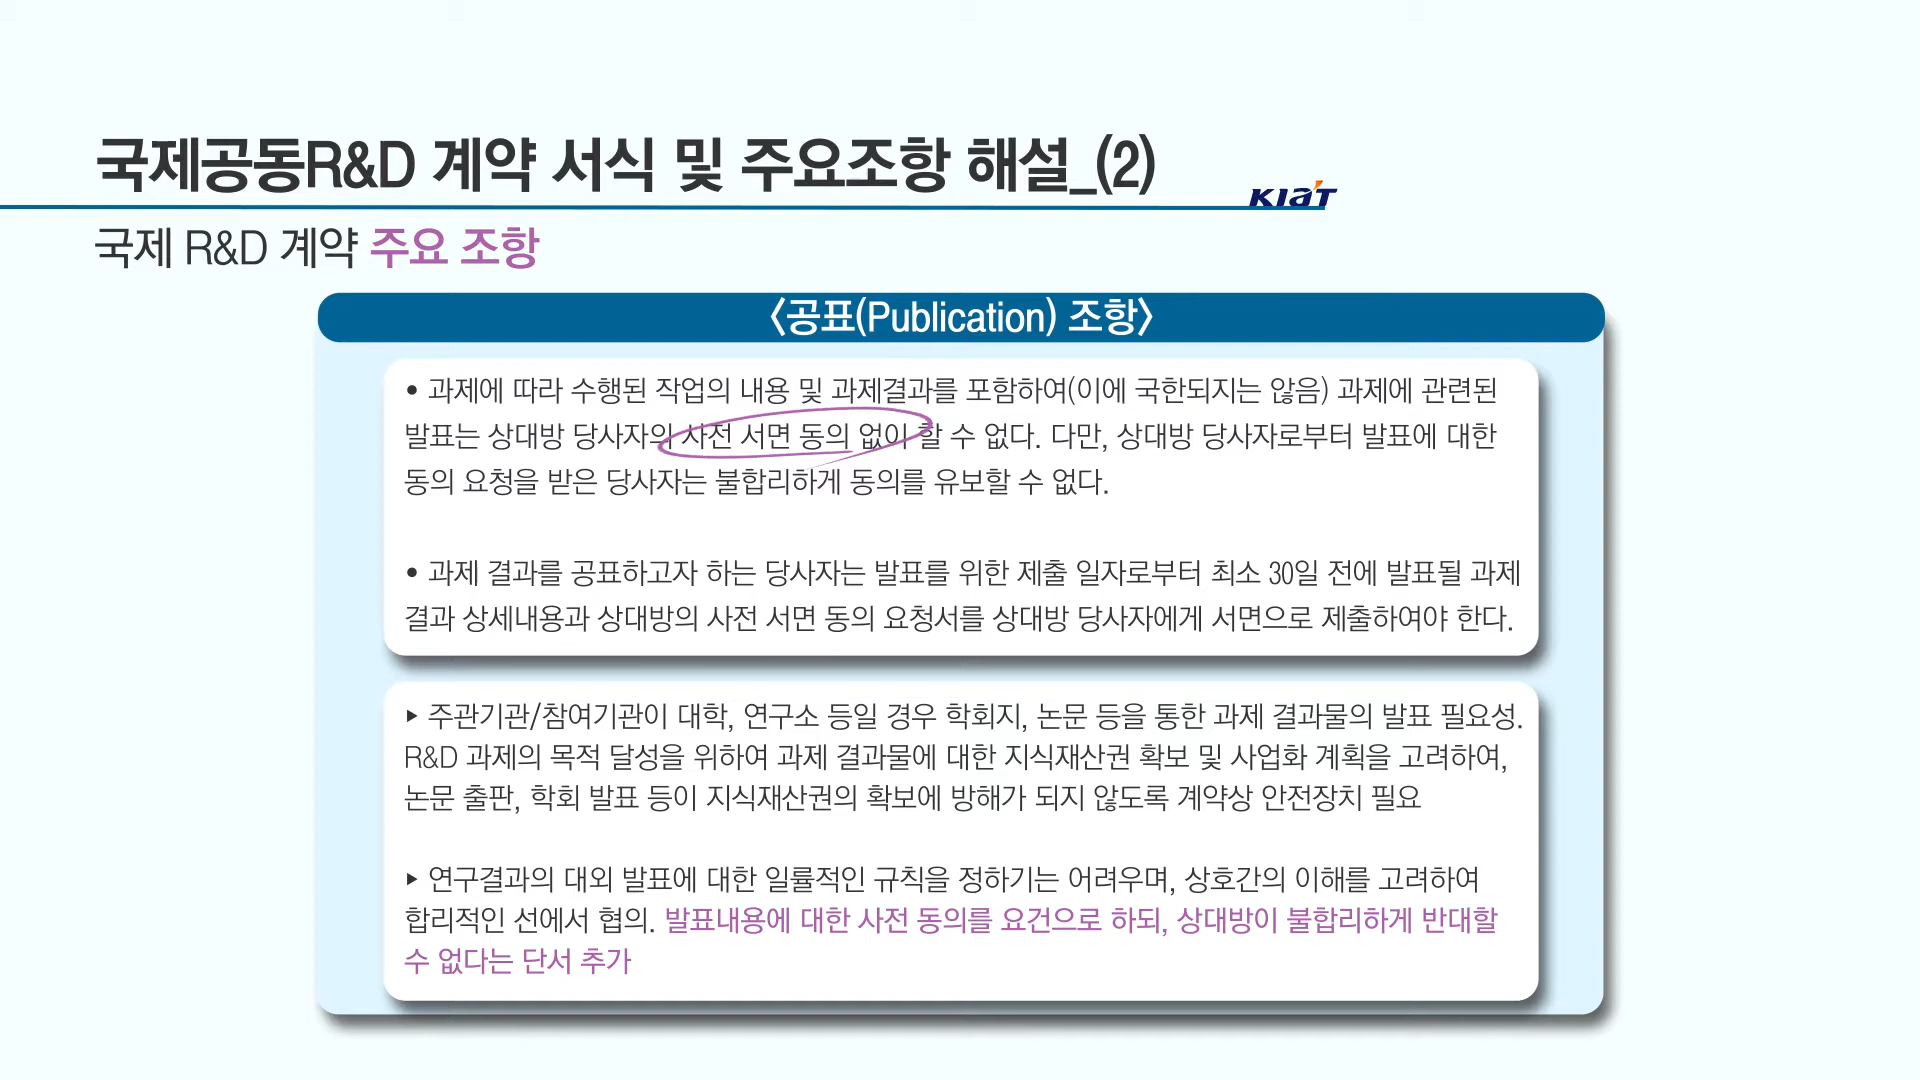 국제공동R&D 계약 서식 및 주요조항 해설_(2)
KIAT
국제 R&D 계약 주요 조항
<공표(Publication) 조항>
• 과제에 따라 수행된 작업의 내용 및 과제결과를 포함하여(이에 국한되지는 않음) 과제에 관련된
발표는 상대방 당사자의 사전 서면 동의 없이 할 수 없다. 다만, 상대방 당사자로부터 발표에 대한
동의 요청을 받은 당사자는 불합리하게 동의를 유보할 수 없다.
• 과제 결과를 공표하고자 하는 당사자는 발표를 위한 제출 일자로부터 최소 30일 전에 발표될 과제
결과 상세내용과 상대방의 사전 서면 동의 요청서를 상대방 당사자에게 서면으로 제출하여야 한다.
▶ 주관기관/참여기관이 대학, 연구소 등일 경우 학회지, 논문 등을 통한 과제 결과물의 발표 필요성.
R&D 과제의 목적 달성을 위하여 과제 결과물에 대한 지식재산권 확보 및 사업화 계획을 고려하여,
논문 출판, 학회 발표 등이 지식재산권의 확보에 방해가 되지 않도록 계약상 안전장치 필요
▶ 연구결과의 대외 발표에 대한 일률적인 규칙을 정하기는 어려우며, 상호간의 이해를 고려하여
합리적인 선에서 협의. 발표내용에 대한 사전 동의를 요건으로 하되, 상대방이 불합리하게 반대할
수 없다는 단서 추가